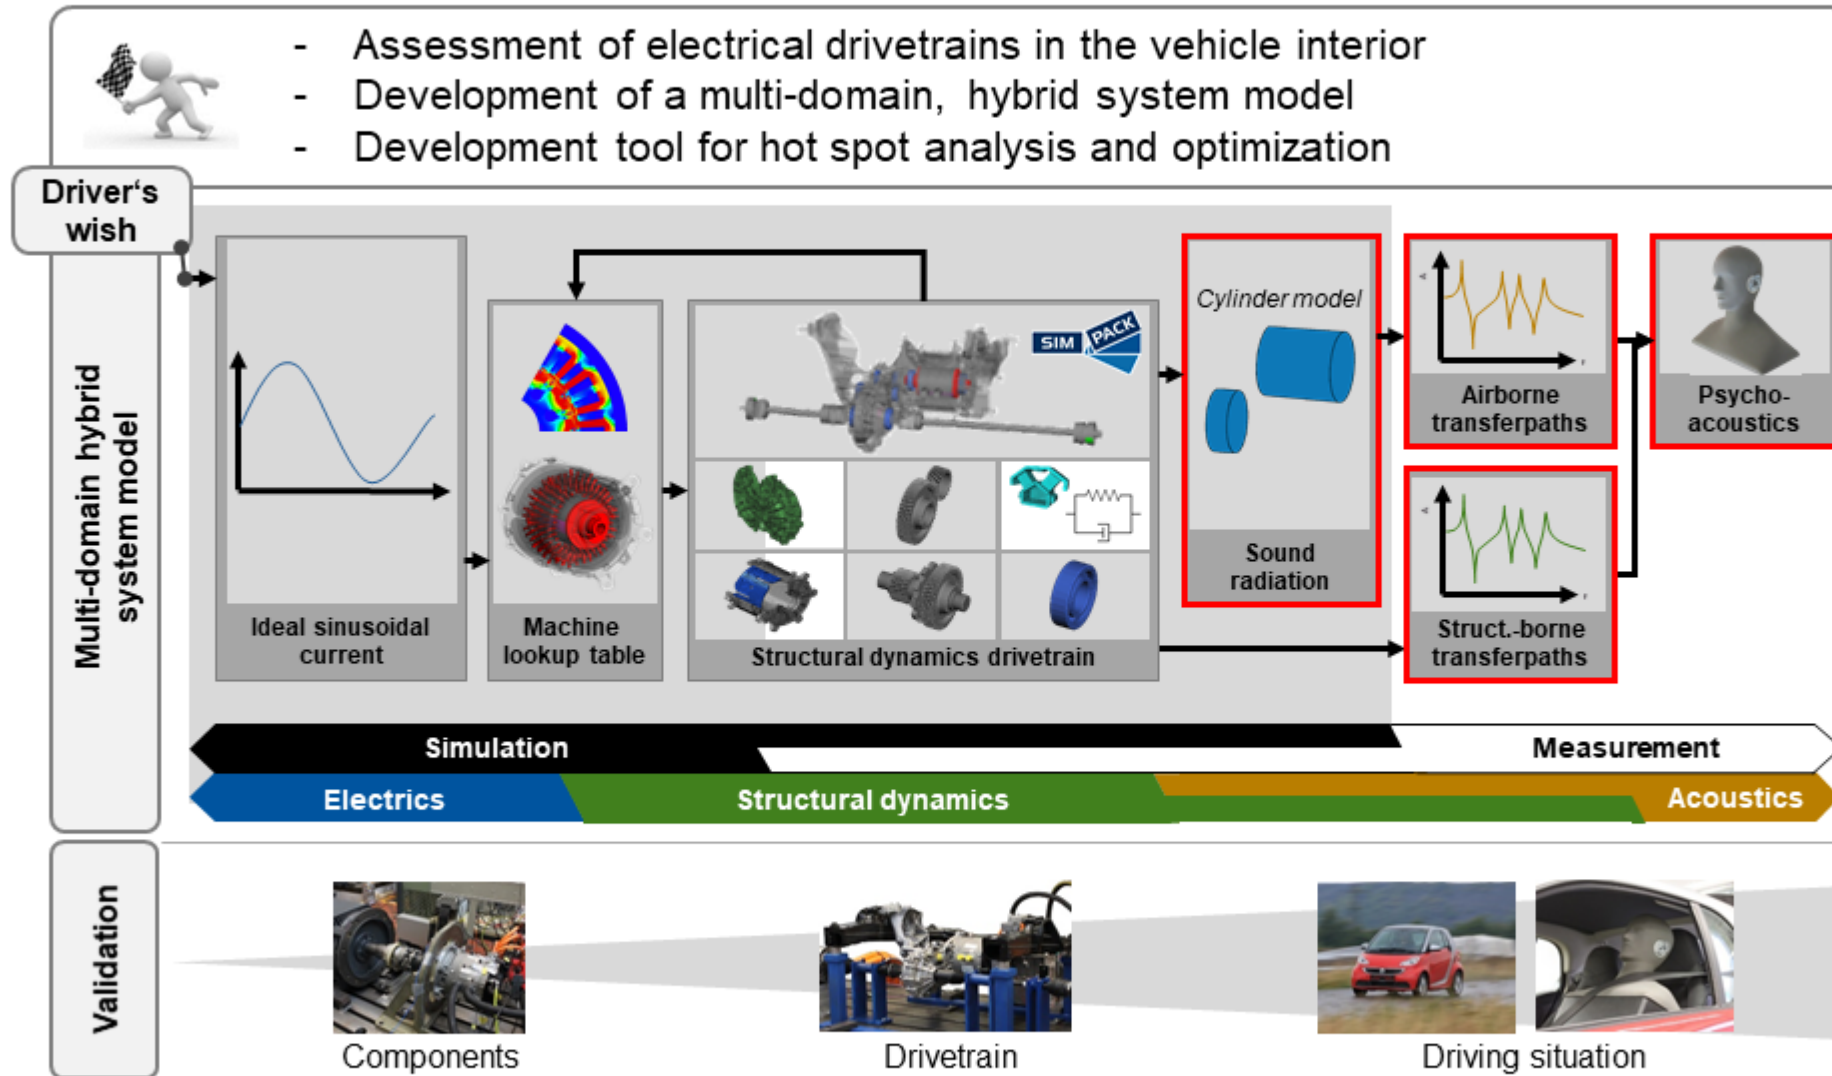 - Assessment of electrical drivetrains in the vehicle interior
- Development of a multi-domain, hybrid system model
- Development tool for hot spot analysis and optimization
Driver's
wish
Multi-domain hybrid
system model
Ideal sinusoidal
current
Machine
lookup table
SIM PACK
Structural dynamics drivetrain
Cylinder model
Sound
radiation
Airborne
transferpaths
Struct.-borne
transferpaths
Psycho-
acoustics
Simulation
Measurement
Electrics
Structural dynamics
Acoustics
Validation
Components
Drivetrain
Driving situation